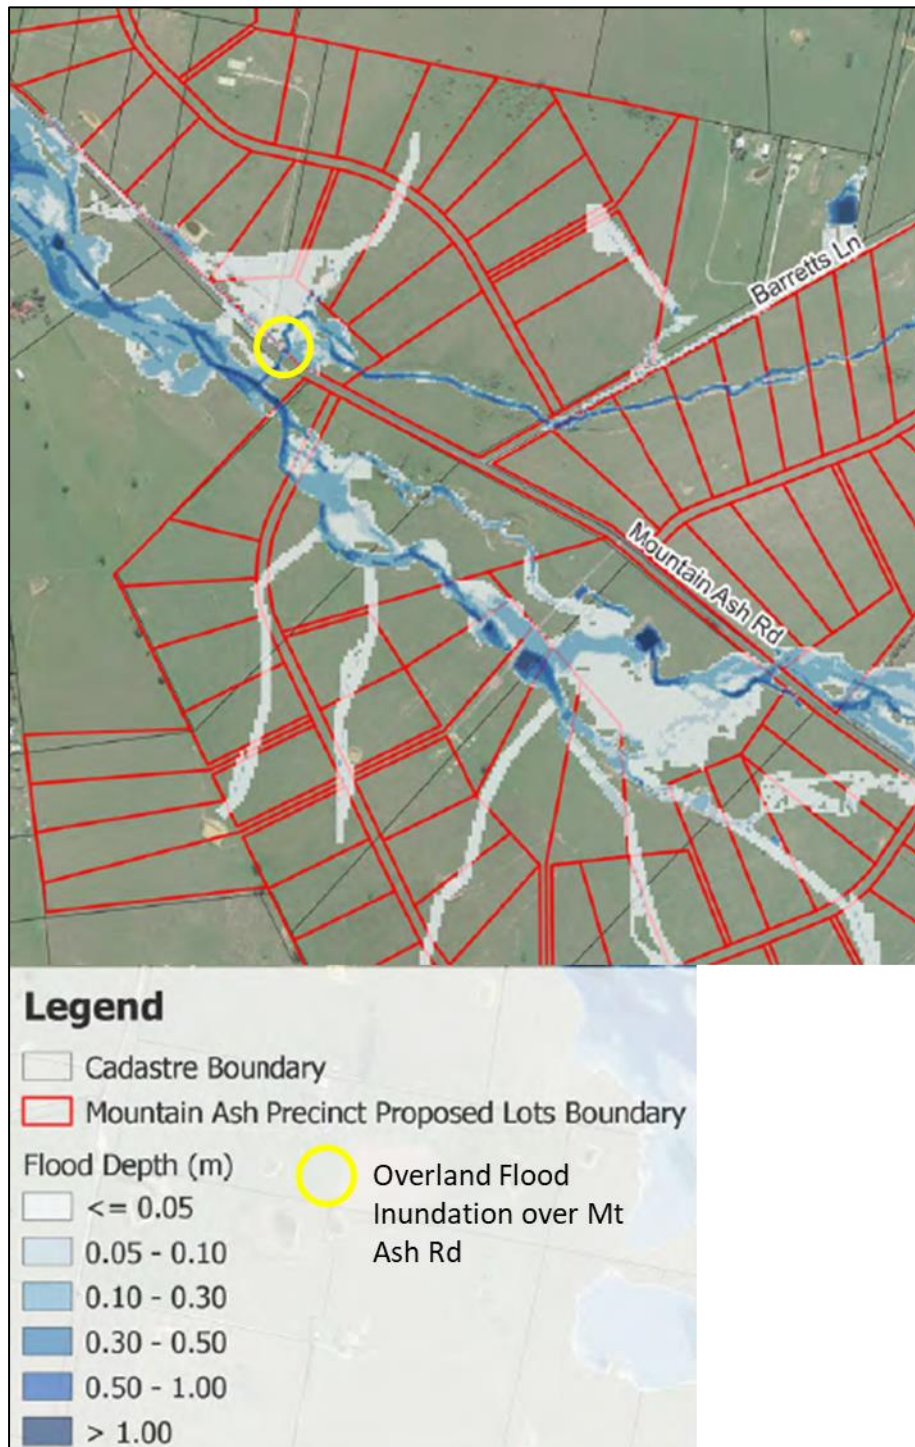 Barretts Ln
Mountain Ash Rd
Legend
Cadastre Boundary
Mountain Ash Precinct Proposed Lots Boundary
Flood Depth (m)
<= 0.05
0.05 - 0.10
0.10 - 0.30
0.30 - 0.50
0.50 - 1.00
> 1.00
Overland Flood
Inundation over Mt
Ash Rd